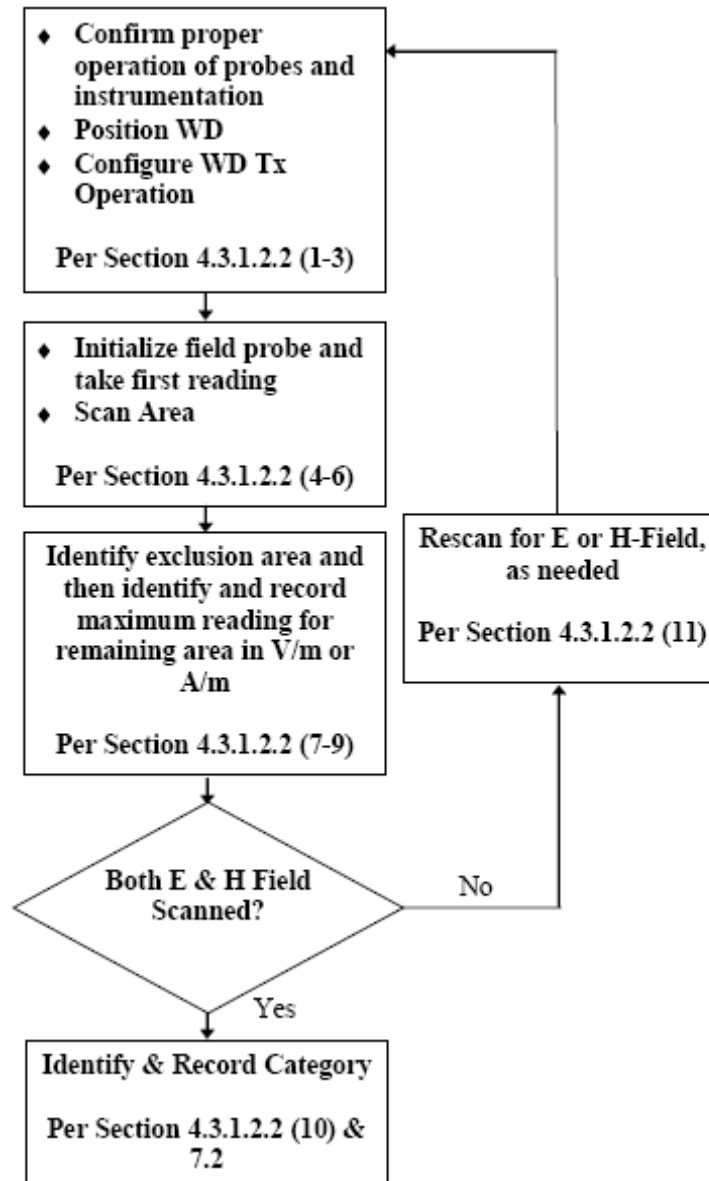 ♦ Confirm proper
operation of probes and
instrumentation
♦ Position WD
♦ Configure WD Tx
Operation
Per Section 4.3.1.2.2 (1-3)
♦ Initialize field probe and
take first reading
♦ Scan Area
Per Section 4.3.1.2.2 (4-6)
Identify exclusion area and
then identify and record
maximum reading for
remaining area in V/m or
A/m
Per Section 4.3.1.2.2 (7-9)
Rescan for E or H-Field,
as needed
Per Section 4.3.1.2.2 (11)
Both E & H Field
Scanned?
No
Yes
Identify & Record Category
Per Section 4.3.1.2.2 (10) &
7.2